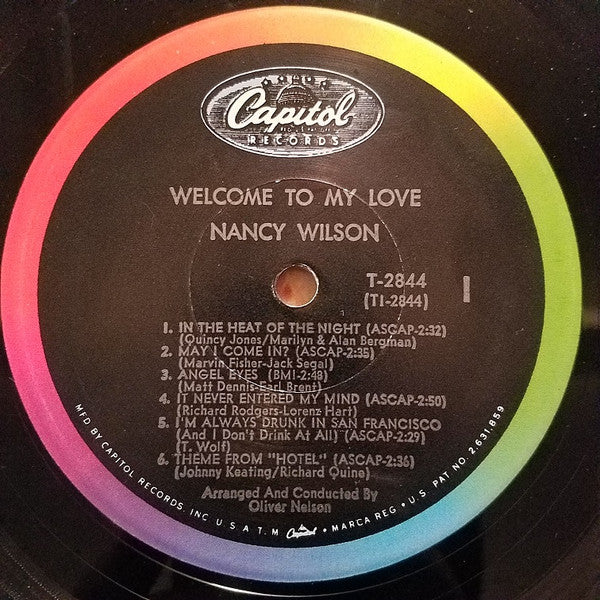 Capitol
RECORDS
WELCOME TO MY LOVE
NANCY WILSON
T-2844
(T1-2844)
1
1. IN THE HEAT OF THE NIGHT (ASCAP-2:32)
(Quincy Jones/Marilyn & Alan Bergman)
2. MAY I COME IN? (ASCAP-2:35)
(Marvin Fisher-Jack Segal)
3. ANGEL EYES (BMI-2:49)
(Matt Dennis-Earl Brent)
4. IT NEVER ENTERED MY MIND (ASCAP-2:50)
(Richard Rodgers-Lorenz Hart)
5. I'M ALWAYS DRUNK IN SAN FRANCISCO
(And I Don't Drink At All) (ASCAP-2:29)
(T. Wolf)
6. THEME FROM "HOTEL" (ASCAP-2:36)
(Johnny Keating/Richard Quine)
Arranged And Conducted By
Oliver Nelson
MFD BY CAPITOL RECORDS, INC U S A T. M Capitol • MARCA REG • U.S. PAT NO. 2,631,859